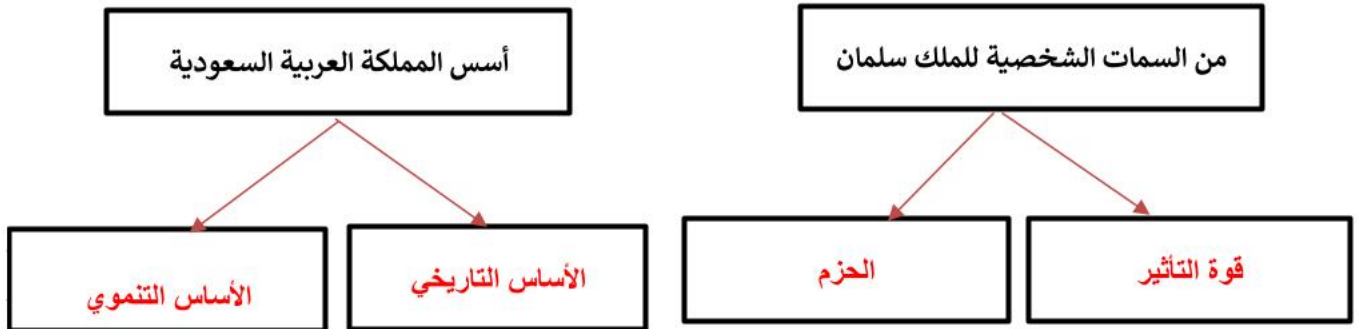 من السمات الشخصية للملك سلمان
قوة التأثير
الحزم
أسس المملكة العربية السعودية
الأساس التاريخي
الأساس التنموي